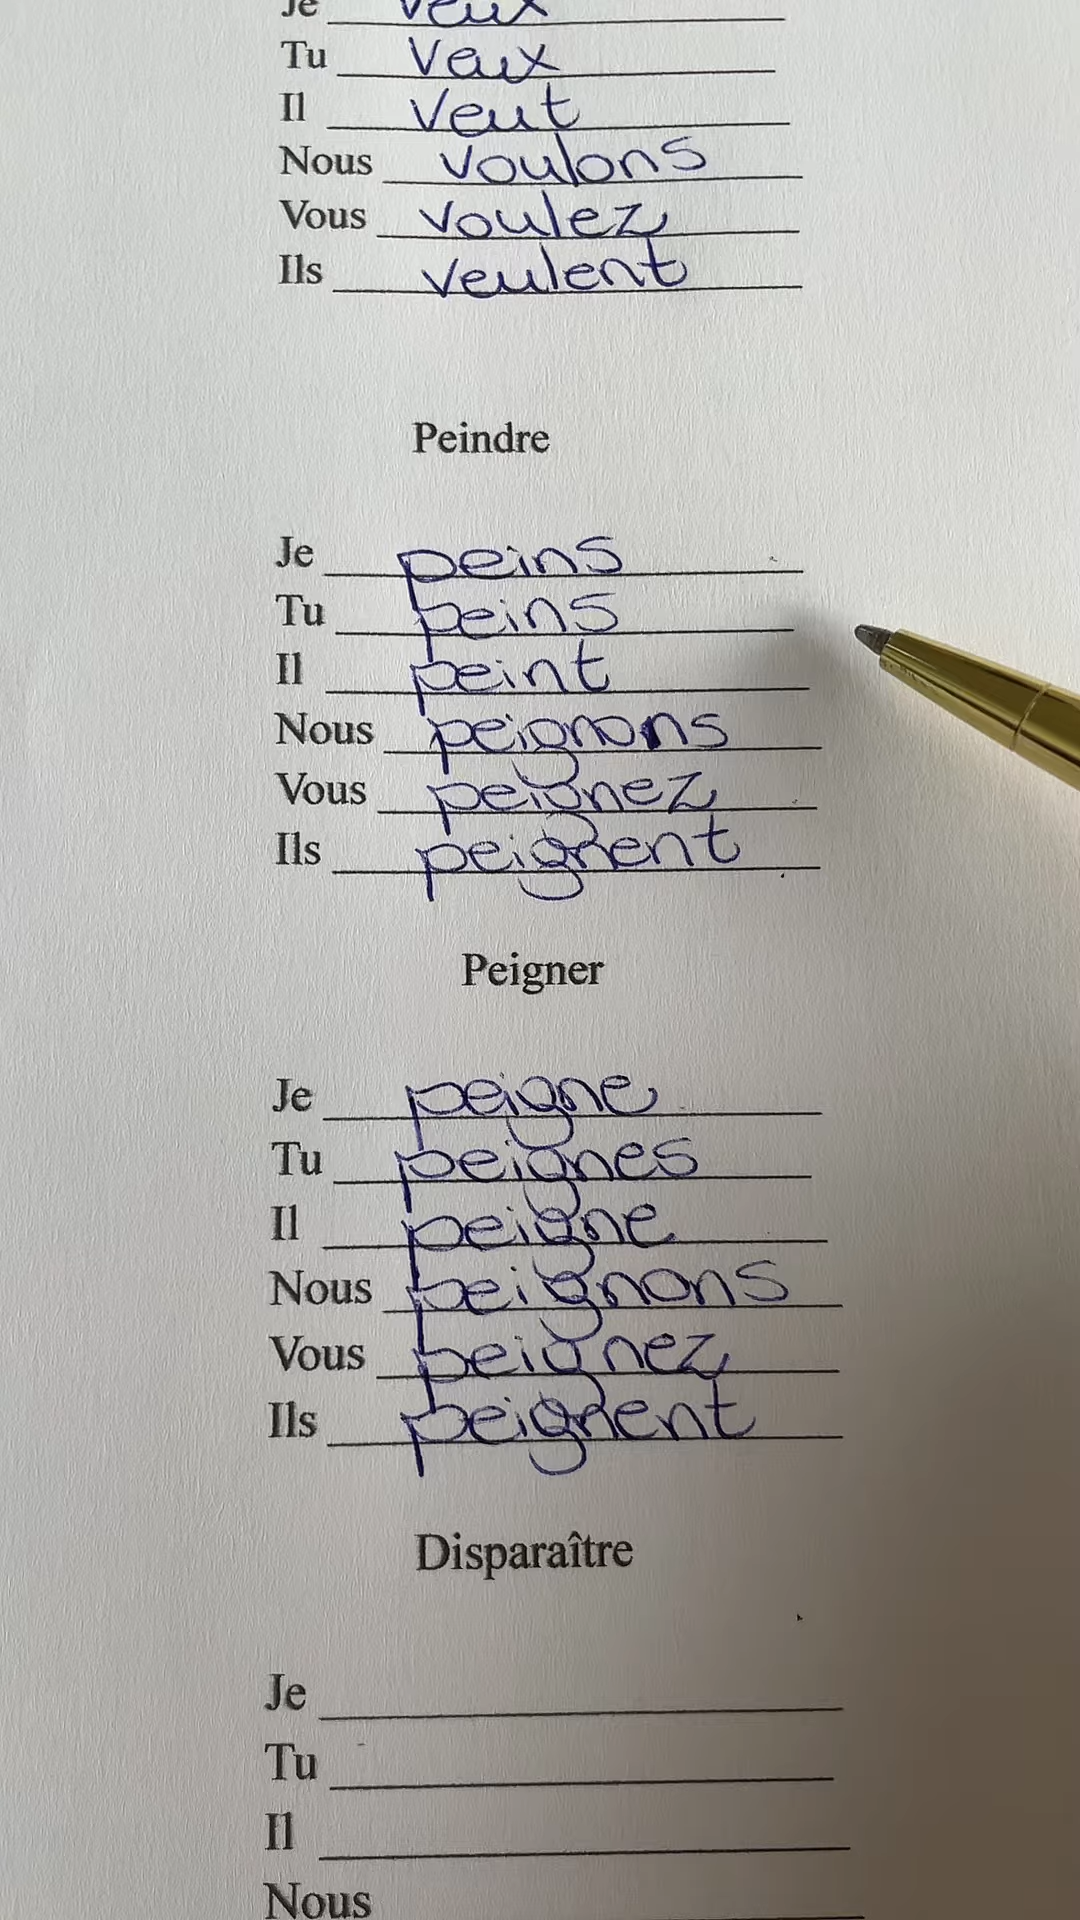 Je veux
Tu veux
Il veut
Nous voulons
Vous voulez
Ils veulent
Peindre
Je peins
Tu peins
Il peint
Nous peignons
Vous peignez
Ils peignent
Peigner
Je peigne
Tu peignes
Il peigne
Nous peignons
Vous peignez
Ils peignent
Disparaître
Je
Tu
Il
Nous